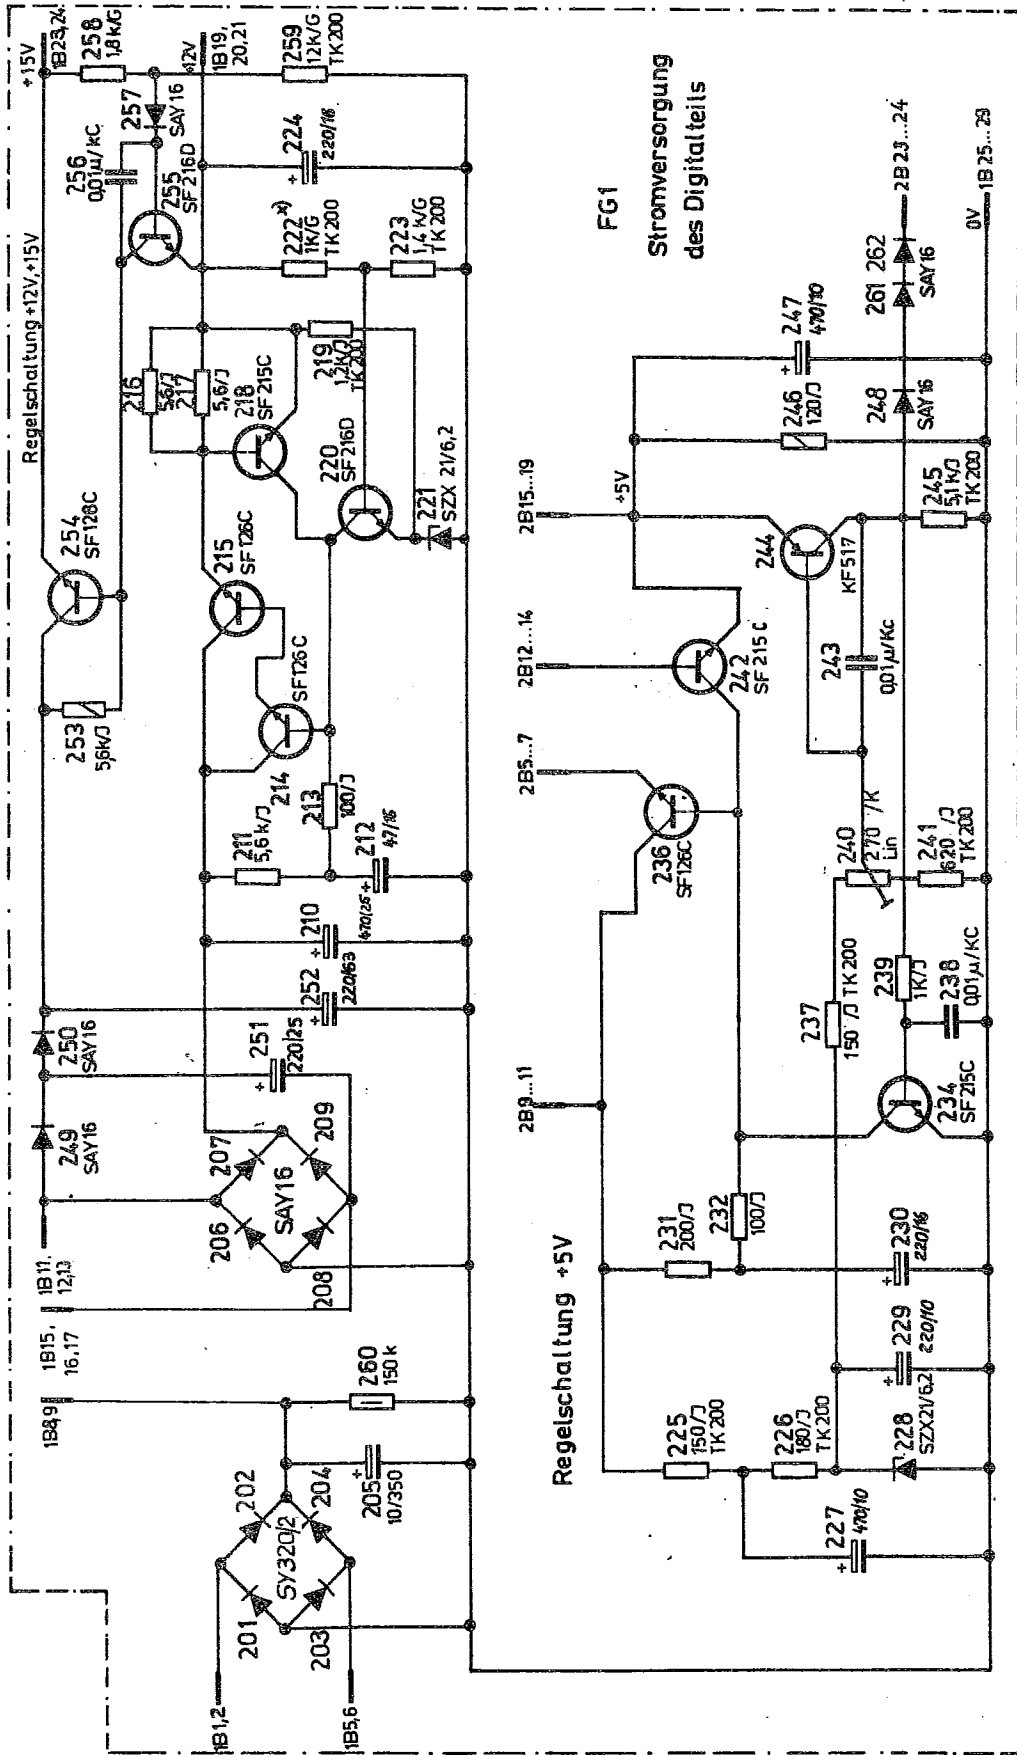 Regelschaltung +12V,+15V
+15V
1B23,24
258
1,8k/G
257
SAY16
256
0,01µ/kC
255
SF216D
+12V
1B19,
20,21
259
12k/G
TK200
224
220/16
+
222 x)
1K/G
TK200
223
1,4k/G
TK200
254
SF128C
253
5,6k/J
216
5,6/J
217
5,6/J
218
SF215C
219
1,2k/J
TK200
220
SF216D
221
SZX 21/6,2
215
SF126C
SF126C
214
213
100/J
211
5,6k/J
212
47/16
+
210
470/25
+
252
220/63
+
251
220/25
+
250
SAY16
249
SAY16
207
209
SAY16
206
208
1B11,
12,13
1B15,
16,17
1B8,9
260
150k
202
204
205
10/350
+
SY320/2
201
203
1B1,2
1B5,6
FG1
Stromversorgung
des Digitalteils
Regelschaltung +5V
2B23...24
1B25...29
0V
261 262
SAY16
247
470/10
+
246
120/J
248
SAY16
245
5,1k/J
TK200
2B15...19
+5V
244
KF517
243
0,01µ/Kc
2B12...14
242
SF215C
2B5...7
236
SF126C
240
270 /K
Lin
241
620 /J
TK200
237
150 /J TK200
239
1K/J
238
0,01µ/KC
234
SF215C
2B9...11
231
200/J
232
100/J
230
220/16
+
229
220/10
+
225
150/J
TK200
226
180/J
TK200
228
SZX21/6,2
227
470/10
+